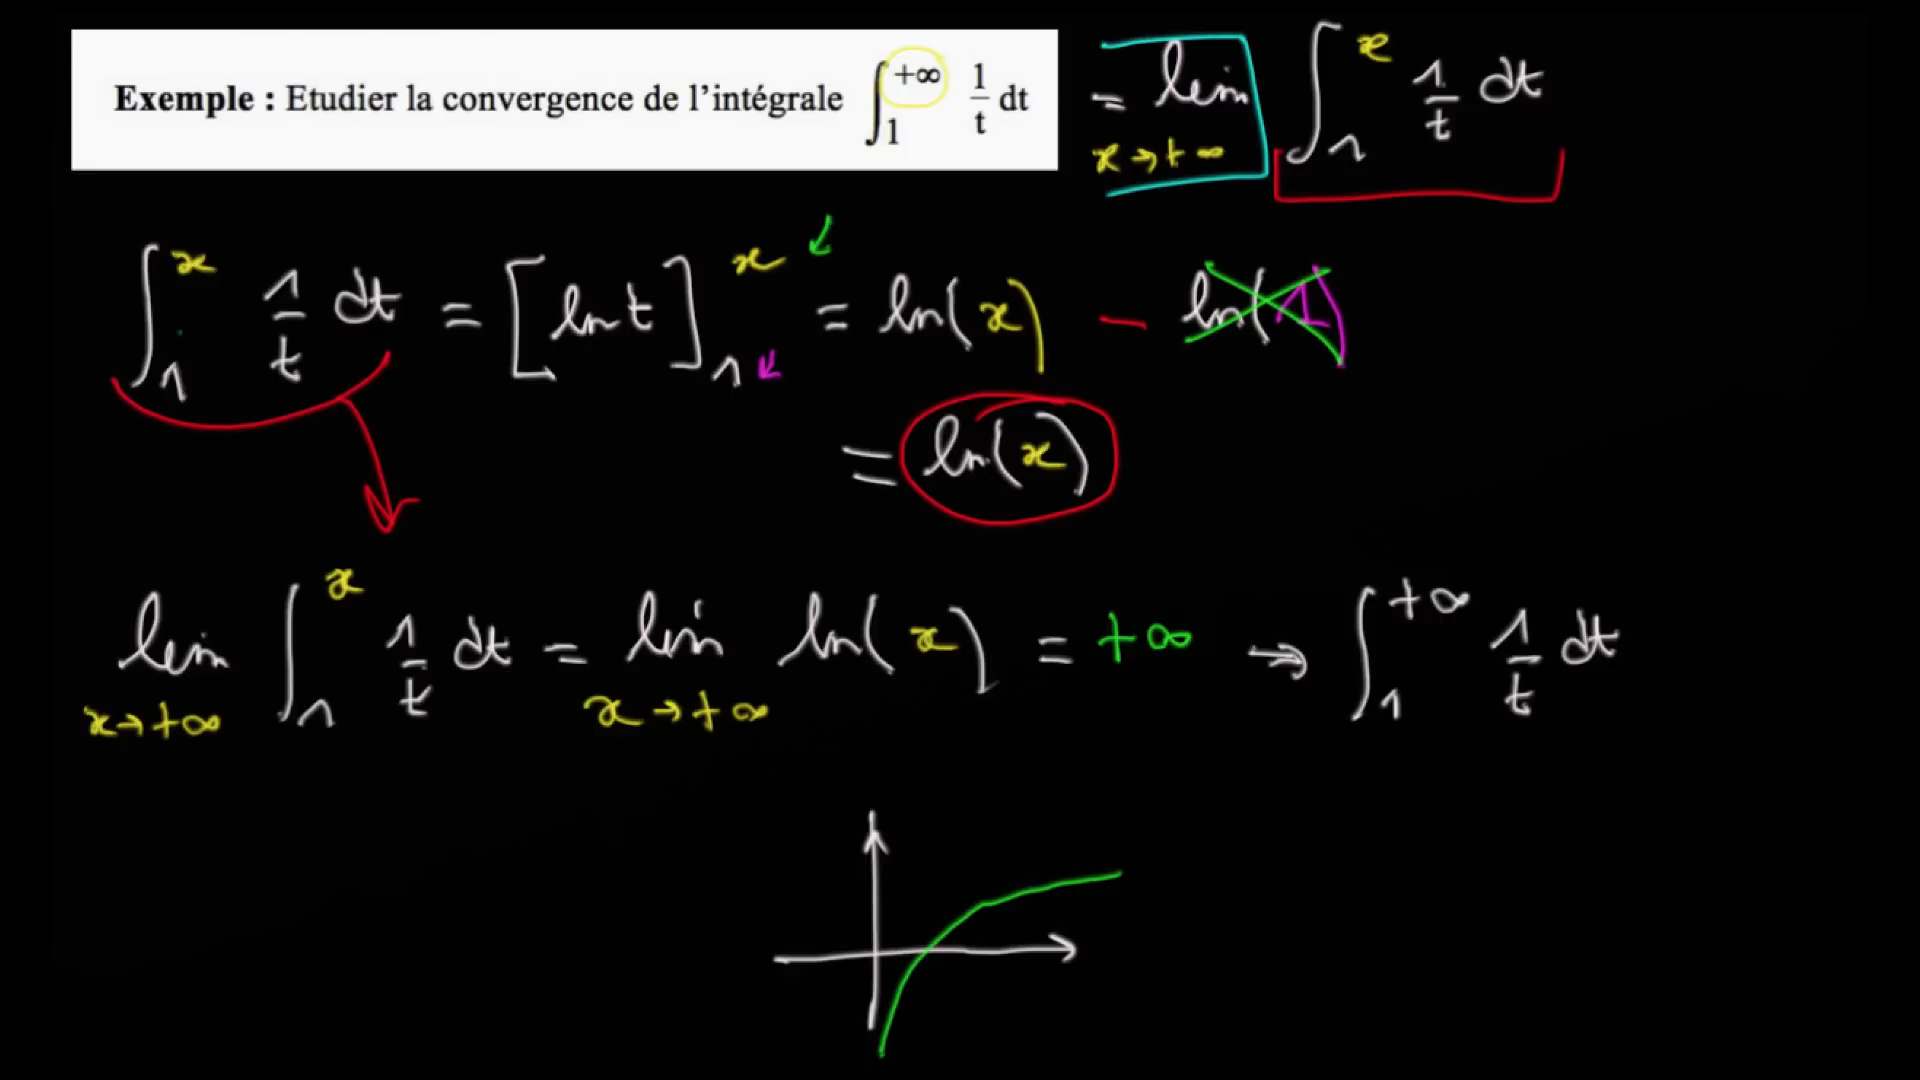 Exemple : Etudier la convergence de l'intégrale ∫₁^{+∞} 1/t dt = lim_{x→+∞} ∫₁^x 1/t dt
∫₁^x 1/t dt = [ln t]₁^x = ln(x) - ln(1)
= ln(x)
lim_{x→+∞} ∫₁^x 1/t dt = lim_{x→+∞} ln(x) = +∞ → ∫₁^{+∞} 1/t dt